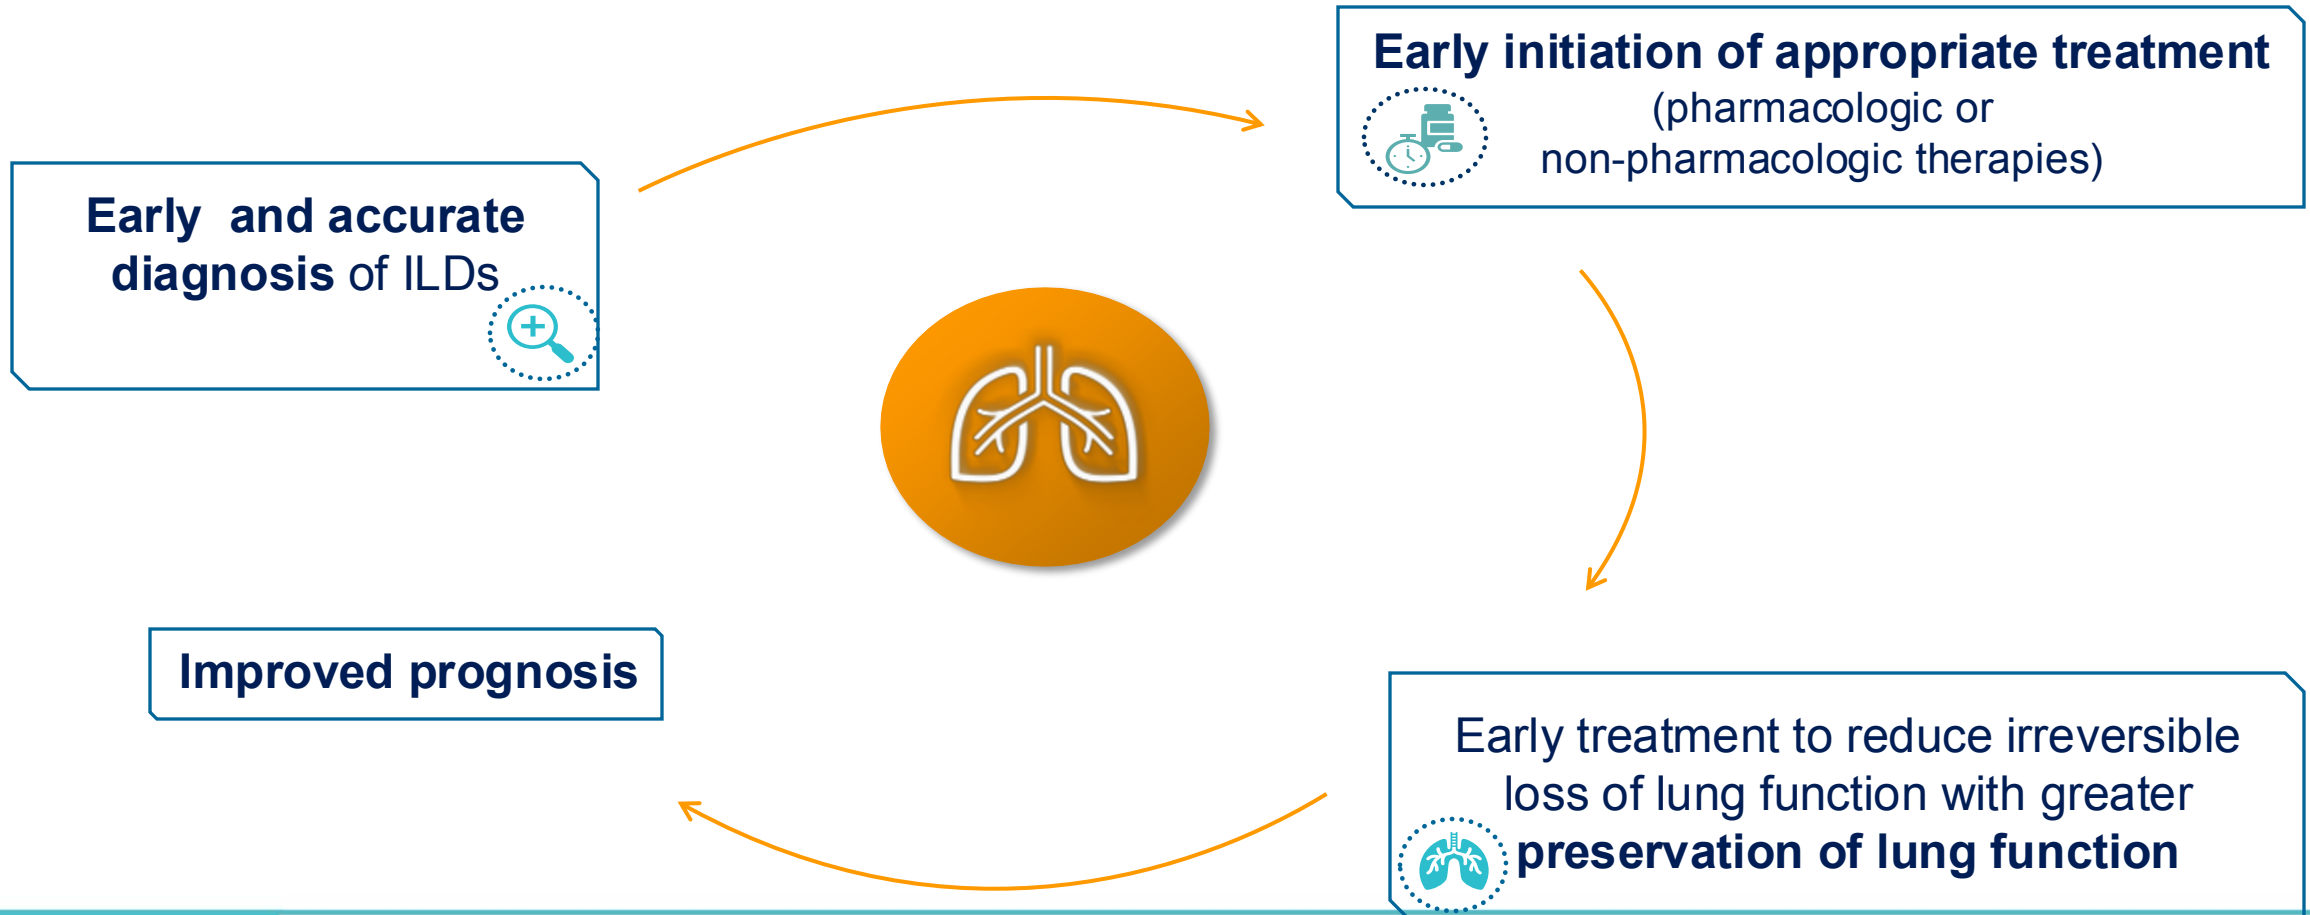 Early and accurate
diagnosis of ILDs
Early initiation of appropriate treatment
(pharmacologic or
non-pharmacologic therapies)
Early treatment to reduce irreversible
loss of lung function with greater
preservation of lung function
Improved prognosis